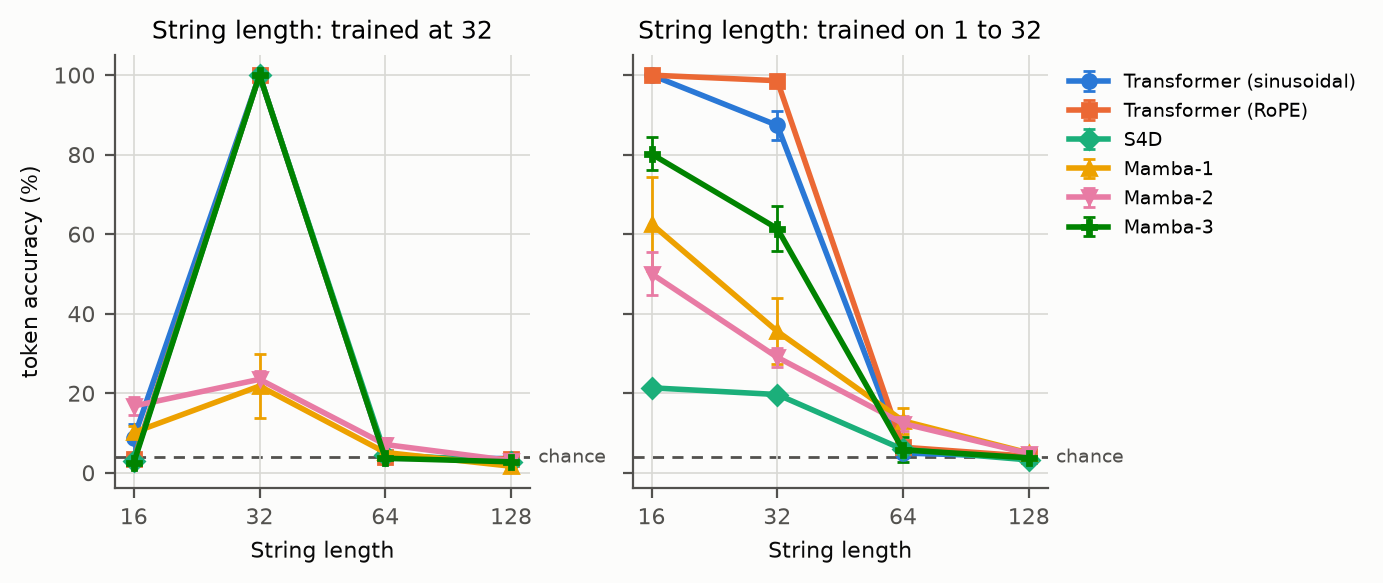 String length: trained at 32
String length: trained on 1 to 32
token accuracy (%)
100
80
60
40
20
0
chance
chance
16
32
64
128
16
32
64
128
String length
String length
Transformer (sinusoidal)
Transformer (RoPE)
S4D
Mamba-1
Mamba-2
Mamba-3